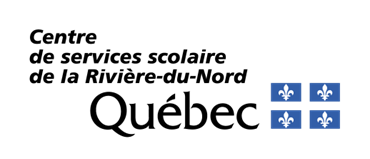 Centre
de services scolaire
de la Rivière-du-Nord
Québec